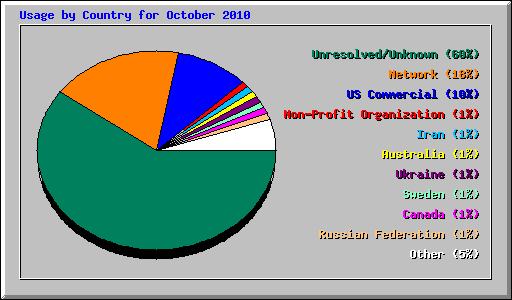 Usage by Country for October 2010
Unresolved/Unknown (60%)
Network (18%)
US Commercial (10%)
Non-Profit Organization (1%)
Iran (1%)
Australia (1%)
Ukraine (1%)
Sweden (1%)
Canada (1%)
Russian Federation (1%)
Other (5%)